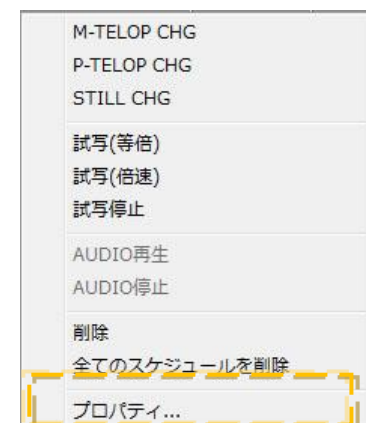 M-TELOP CHG
P-TELOP CHG
STILL CHG
試写(等倍)
試写(倍速)
試写停止
AUDIO再生
AUDIO停止
削除
全てのスケジュールを削除
プロパティ...